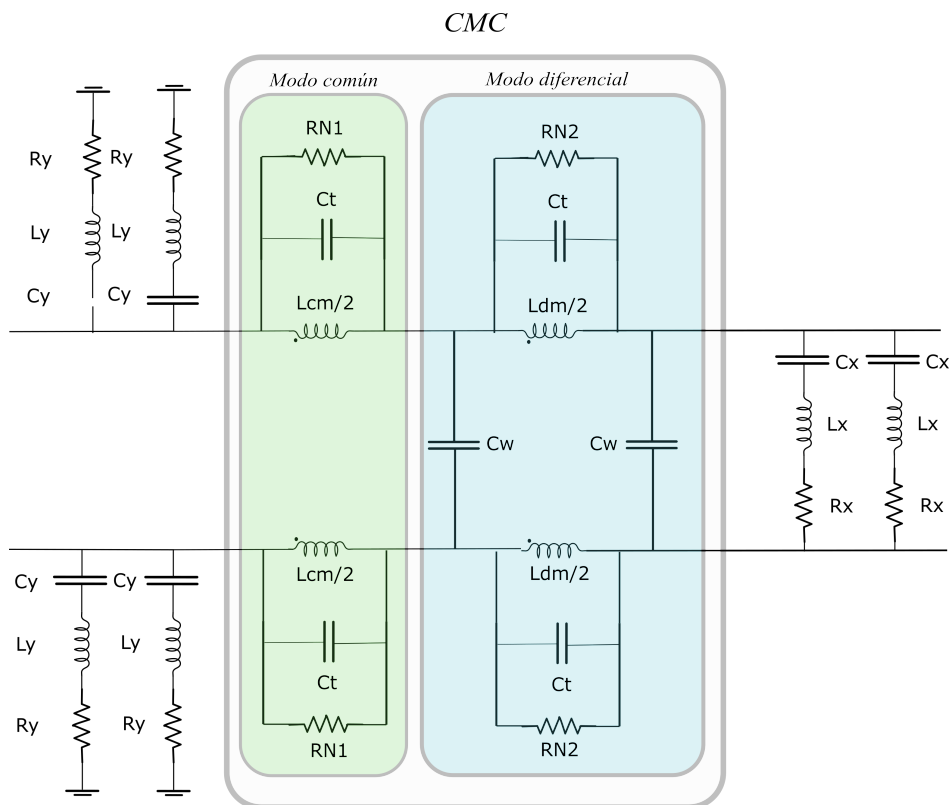 CMC
Modo común
Modo diferencial
RN1
RN2
Ry
Ry
Ct
Ct
Ly
Ly
Cy
Cy
Lcm/2
Ldm/2
Cx
Cx
Lx
Lx
Cw
Cw
Rx
Rx
Cy
Cy
Lcm/2
Ldm/2
Ly
Ly
Ct
Ct
Ry
Ry
RN1
RN2